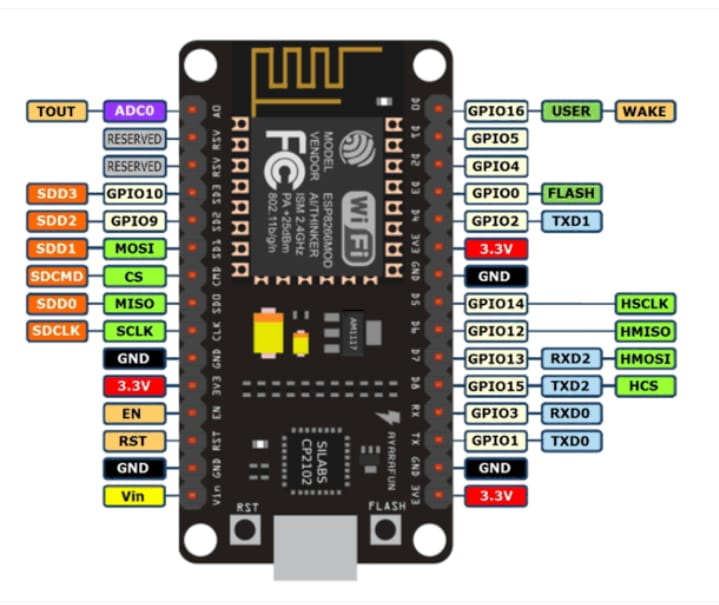 TOUT ADC0 A0 D0 GPIO16 USER WAKE
RESERVED RSV D1 GPIO5
RESERVED RSV D2 GPIO4
SDD3 GPIO10 SD3 D3 GPIO0 FLASH
SDD2 GPIO9 SD2 D4 GPIO2 TXD1
SDD1 MOSI SD1 3V3 3.3V
SDCMD CS CMD GND GND
SDD0 MISO SD0 D5 GPIO14 HSCLK
SDCLK SCLK CLK D6 GPIO12 HMISO
GND GND D7 GPIO13 RXD2 HMOSI
3.3V 3V3 D8 GPIO15 TXD2 HCS
EN EN RX GPIO3 RXD0
RST RST TX GPIO1 TXD0
GND GND GND GND
Vin Vin 3V3 3.3V
MODEL ESP8266MOD
VENDOR AI/THINKER
ISM 2.4GHz
PA +25dBm
802.11b/g/n
FC
Wi Fi
AM1117
SILABS
CP2102
AYARAFUN
RST
FLASH